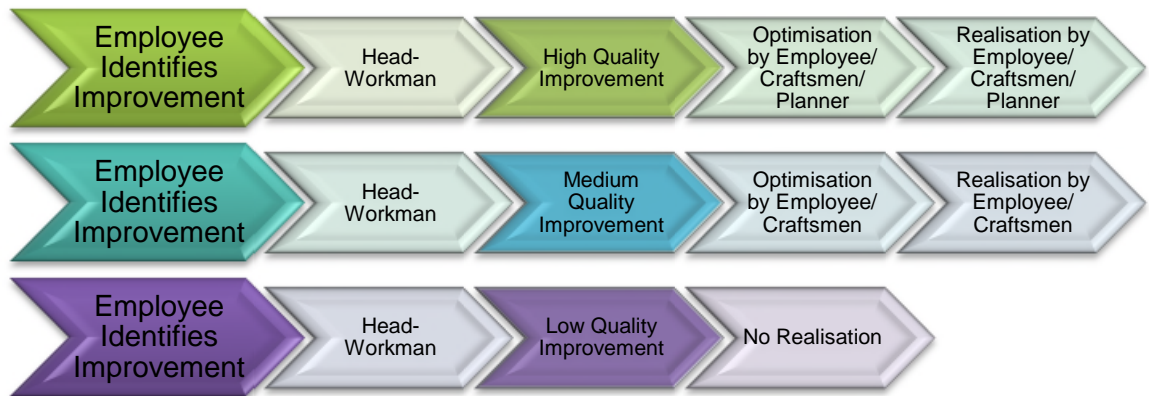 Employee
Identifies
Improvement
Head-
Workman
High Quality
Improvement
Optimisation
by Employee/
Craftsmen/
Planner
Realisation by
Employee/
Craftsmen/
Planner
Employee
Identifies
Improvement
Head-
Workman
Medium
Quality
Improvement
Optimisation
by Employee/
Craftsmen
Realisation by
Employee/
Craftsmen
Employee
Identifies
Improvement
Head-
Workman
Low Quality
Improvement
No Realisation